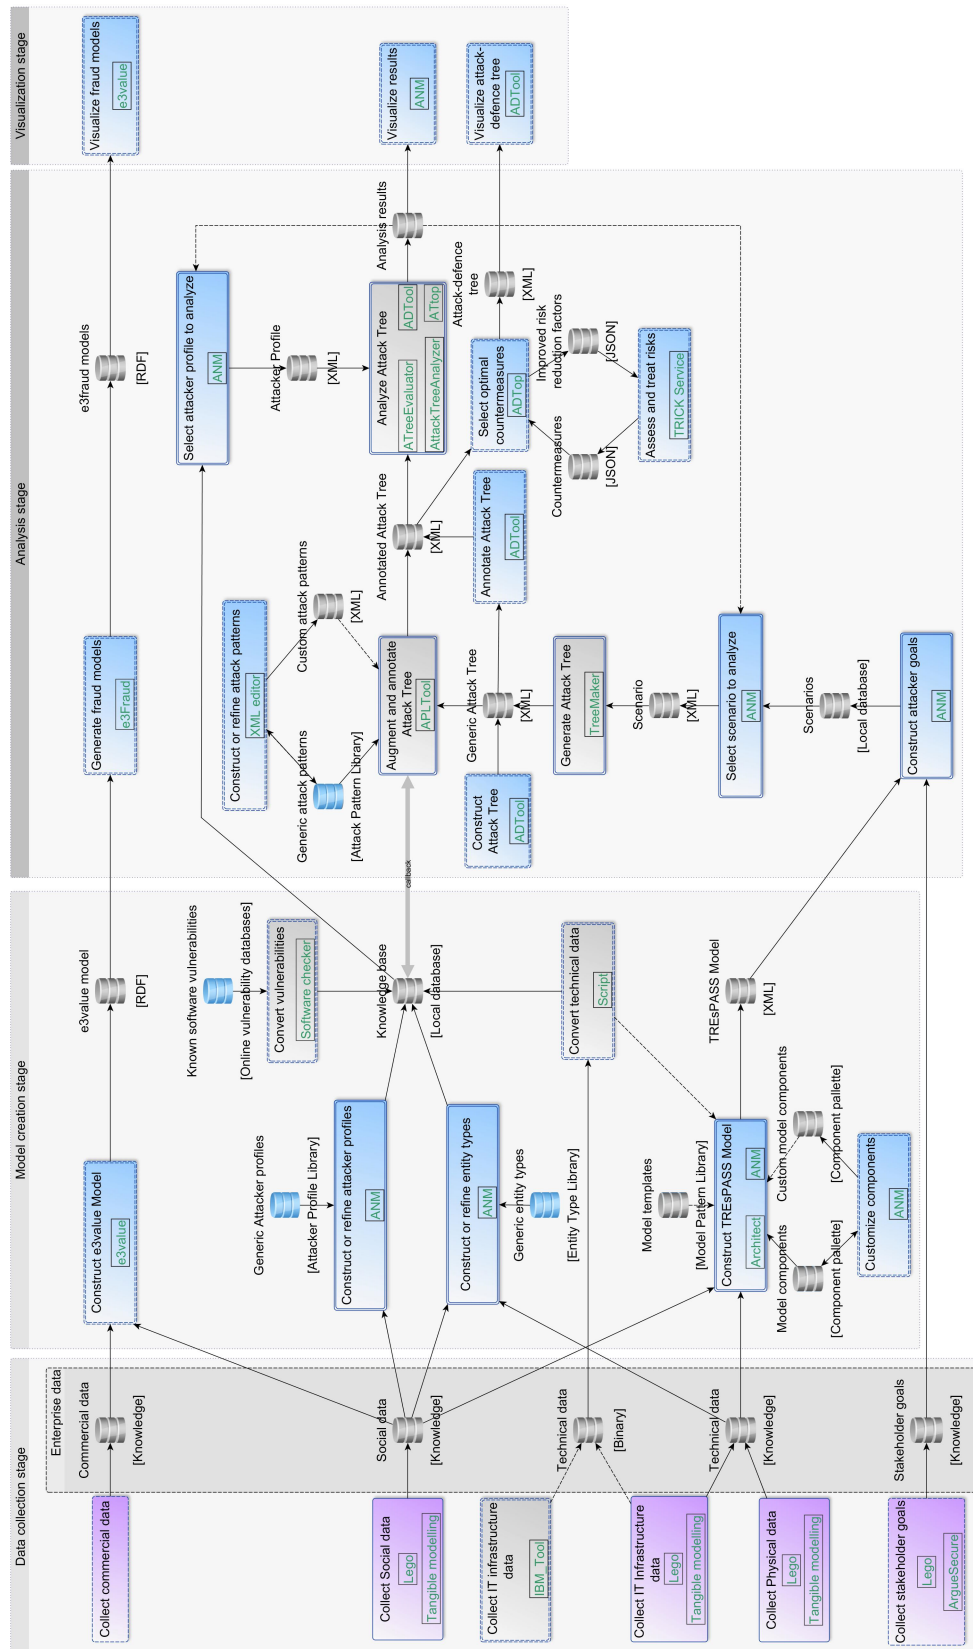 Data collection stage
Collect commercial data
Collect Social data
Lego
Tangible modelling
Collect IT infrastructure
data
IBM Tool
Collect IT Infrastructure
data
Lego
Tangible modelling
Collect Physical data
Lego
Tangible modelling
Collect stakeholder goals
Lego
ArgueSecure
Enterprise data
Commercial data
[Knowledge]
Social data
[Knowledge]
Technical data
[Binary]
Technical data
[Knowledge]
Stakeholder goals
[Knowledge]
Model creation stage
Construct e3value Model
e3value
e3value model
[RDF]
Known software vulnerabilities
[Online vulnerability databases]
Convert vulnerabilities
Software checker
Generic Attacker profiles
[Attacker Profile Library]
Construct or refine attacker profiles
ANM
Knowledge base
[Local database]
Construct or refine entity types
ANM
Generic entity types
[Entity Type Library]
Convert technical data
Script
Model templates
[Model Pattern Library]
Construct TREsPASS Model
Architect
ANM
TREsPASS Model
[XML]
Model components
[Component pallette]
Custom model components
[Component pallette]
Customize components
ANM
Analysis stage
Generate fraud models
e3Fraud
e3fraud models
[RDF]
Select attacker profile to analyze
ANM
Attacker Profile
[XML]
Construct or refine attack patterns
XML editor
Generic attack patterns
[Attack Pattern Library]
Custom attack patterns
[XML]
callback
Augment and annotate
Attack Tree
APLTool
Annotated Attack Tree
[XML]
Analyze Attack Tree
ATreeEvaluator
ADTool
AttackTreeAnalyzer
ATtop
Analysis results
Construct
Attack Tree
ADTool
Generic Attack Tree
[XML]
Annotate Attack Tree
ADTool
Select optimal
countermeasures
ADTop
Attack-defence
tree
[XML]
Improved risk
reduction factors
[JSON]
Countermeasures
[JSON]
Assess and treat risks
TRICK Service
Generate Attack Tree
TreeMaker
Scenario
[XML]
Select scenario to analyze
ANM
Scenarios
[Local database]
Construct attacker goals
ANM
Visualization stage
Visualize fraud models
e3value
Visualize results
ANM
Visualize attack-
defence tree
ADTool